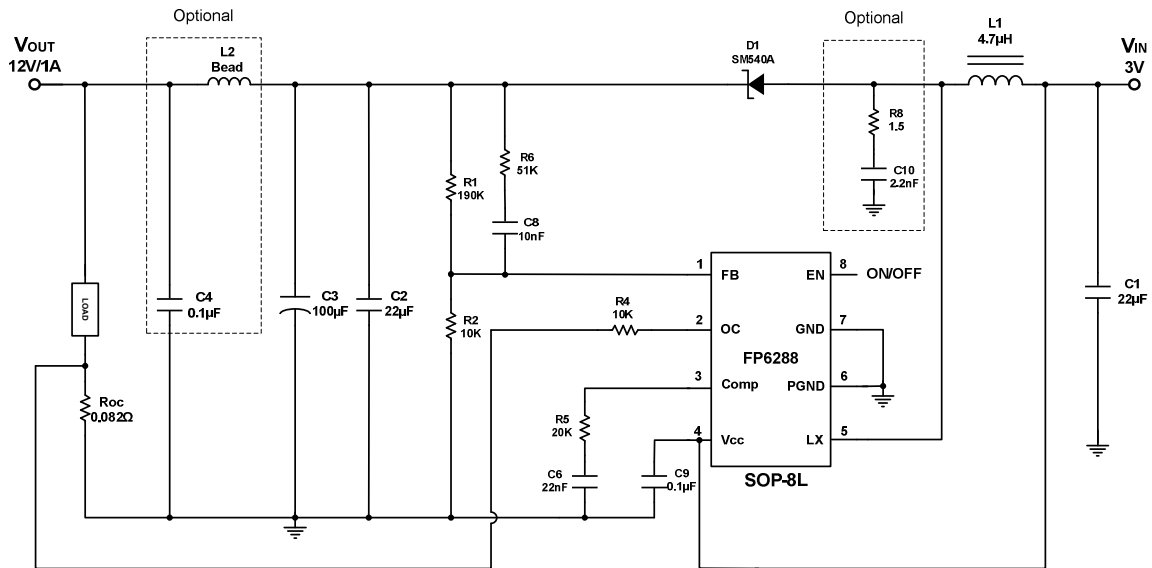 Optional
Optional
L1
4.7µH
VOUT
12V/1A
L2
Bead
D1
SM540A
VIN
3V
R8
1.5
C10
2.2nF
R6
51K
R1
190K
C8
10nF
1
FB
EN
8
ON/OFF
C4
0.1µF
C3
100µF
C2
22µF
C1
22µF
LOAD
R2
10K
R4
10K
2
OC
GND
7
FP6288
3
Comp
PGND
6
Roc
0.082Ω
R5
20K
4
Vcc
LX
5
C6
22nF
C9
0.1µF
SOP-8L